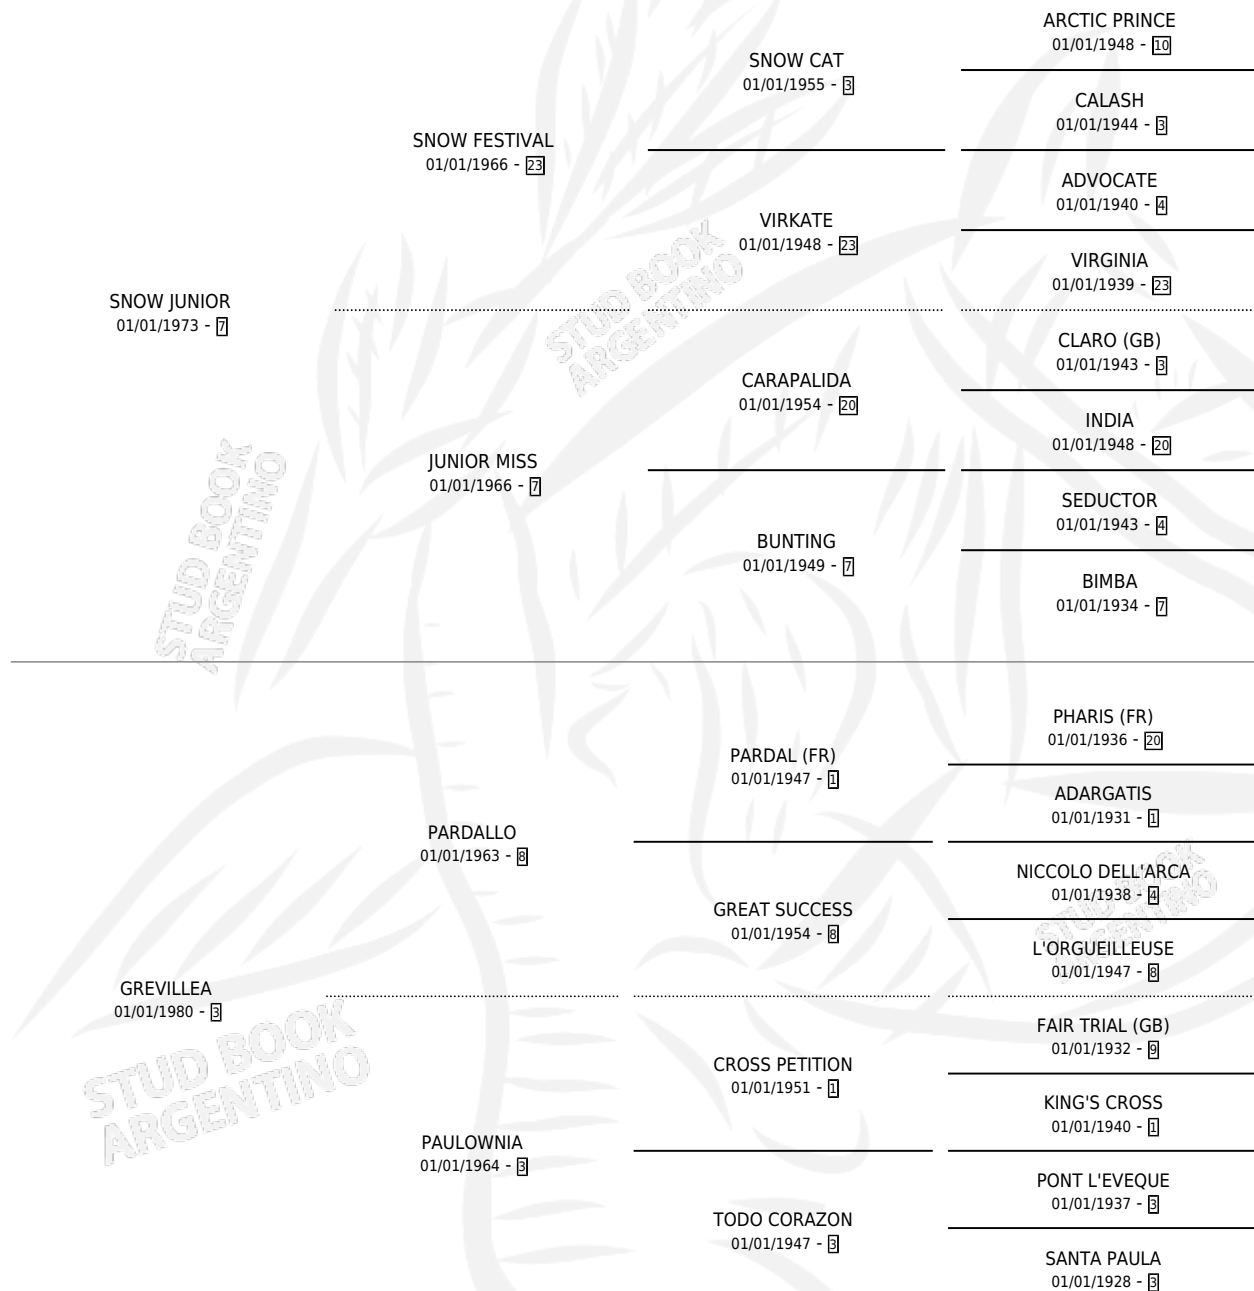 ARCTIC PRINCE
01/01/1948 - 10
SNOW CAT
01/01/1955 - 3
CALASH
01/01/1944 - 3
SNOW FESTIVAL
01/01/1966 - 23
ADVOCATE
01/01/1940 - 4
VIRKATE
01/01/1948 - 23
VIRGINIA
01/01/1939 - 23
SNOW JUNIOR
01/01/1973 - 7
STUD BOOK
ARGENTINO
CLARO (GB)
01/01/1943 - 3
CARAPALIDA
01/01/1954 - 20
INDIA
01/01/1948 - 20
JUNIOR MISS
01/01/1966 - 7
SEDUCTOR
01/01/1943 - 4
BUNTING
01/01/1949 - 7
BIMBA
01/01/1934 - 7
STUD BOOK
ARGENTINO
PHARIS (FR)
01/01/1936 - 20
PARDAL (FR)
01/01/1947 - 1
ADARGATIS
01/01/1931 - 1
PARDALLO
01/01/1963 - 8
NICCOLO DELL'ARCA
01/01/1938 - 4
GREAT SUCCESS
01/01/1954 - 8
STUD BOOK
ARGENTINO
L'ORGUEILLEUSE
01/01/1947 - 8
GREVILLEA
01/01/1980 - 3
FAIR TRIAL (GB)
01/01/1932 - 9
CROSS PETITION
01/01/1951 - 1
STUD BOOK
ARGENTINO
KING'S CROSS
01/01/1940 - 1
PAULOWNIA
01/01/1964 - 3
PONT L'EVEQUE
01/01/1937 - 3
TODO CORAZON
01/01/1947 - 3
SANTA PAULA
01/01/1928 - 3